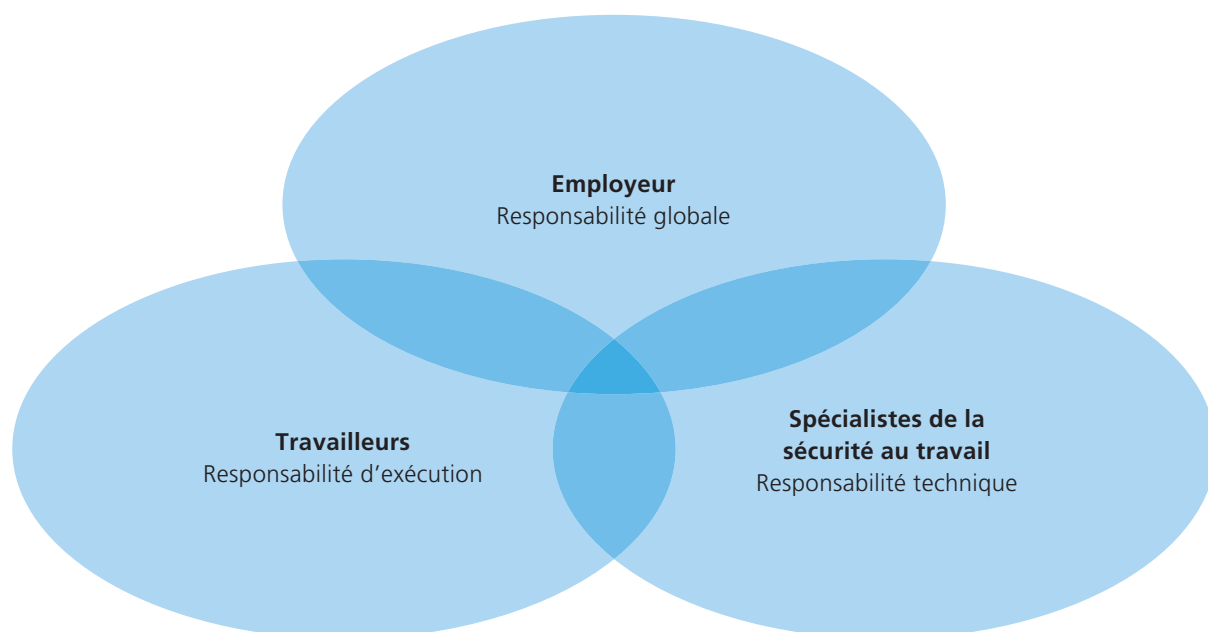 Employeur
Responsabilité globale
Travailleurs
Responsabilité d'exécution
Spécialistes de la
sécurité au travail
Responsabilité technique